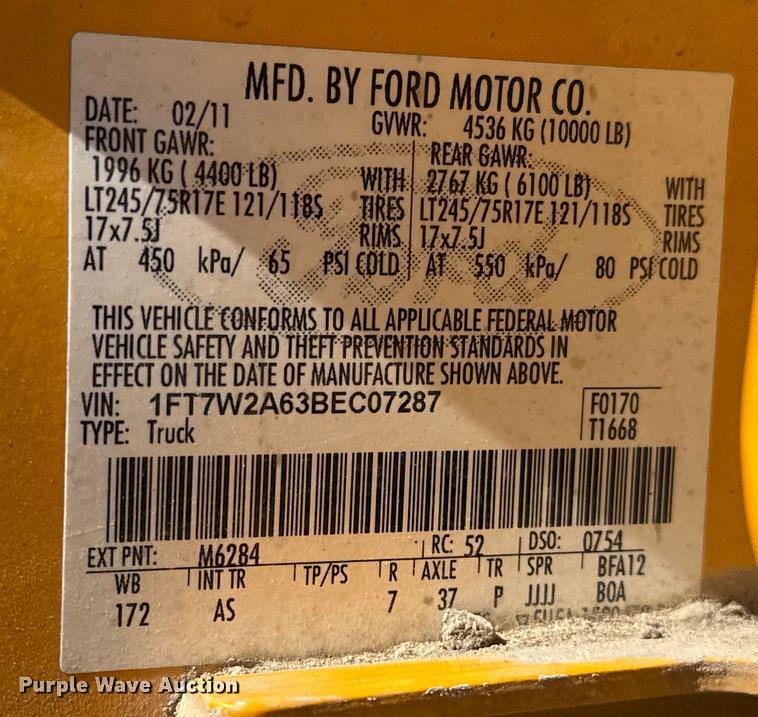 MFD. BY FORD MOTOR CO.
DATE: 02/11 GVWR: 4536 KG (10000 LB)
FRONT GAWR: REAR GAWR:
1996 KG ( 4400 LB) WITH 2767 KG ( 6100 LB) WITH
LT245/75R17E 121/118S TIRES LT245/75R17E 121/118S TIRES
17x7.5J RIMS 17x7.5J RIMS
AT 450 kPa/ 65 PSI COLD AT 550 kPa/ 80 PSI COLD
THIS VEHICLE CONFORMS TO ALL APPLICABLE FEDERAL MOTOR
VEHICLE SAFETY AND THEFT PREVENTION STANDARDS IN
EFFECT ON THE DATE OF MANUFACTURE SHOWN ABOVE.
VIN: 1FT7W2A63BEC07287 F0170
TYPE: Truck T1668
EXT PNT: M6284 RC: 52 DSO: 0754
WB INT TR TP/PS R AXLE TR SPR BFA12
172 AS 7 37 P JJJJ BOA
Purple Wave Auction